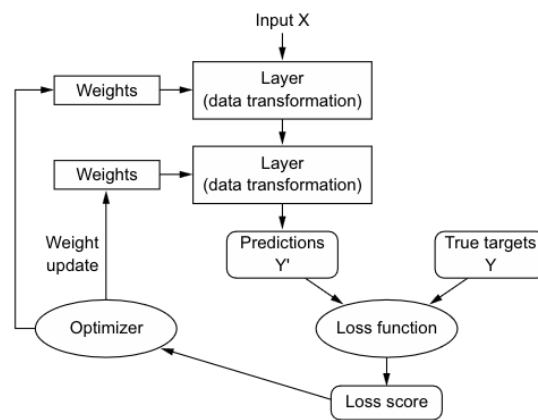 Input X
Weights
Layer
(data transformation)
Weights
Layer
(data transformation)
Weight
update
Predictions
Y'
True targets
Y
Optimizer
Loss function
Loss score